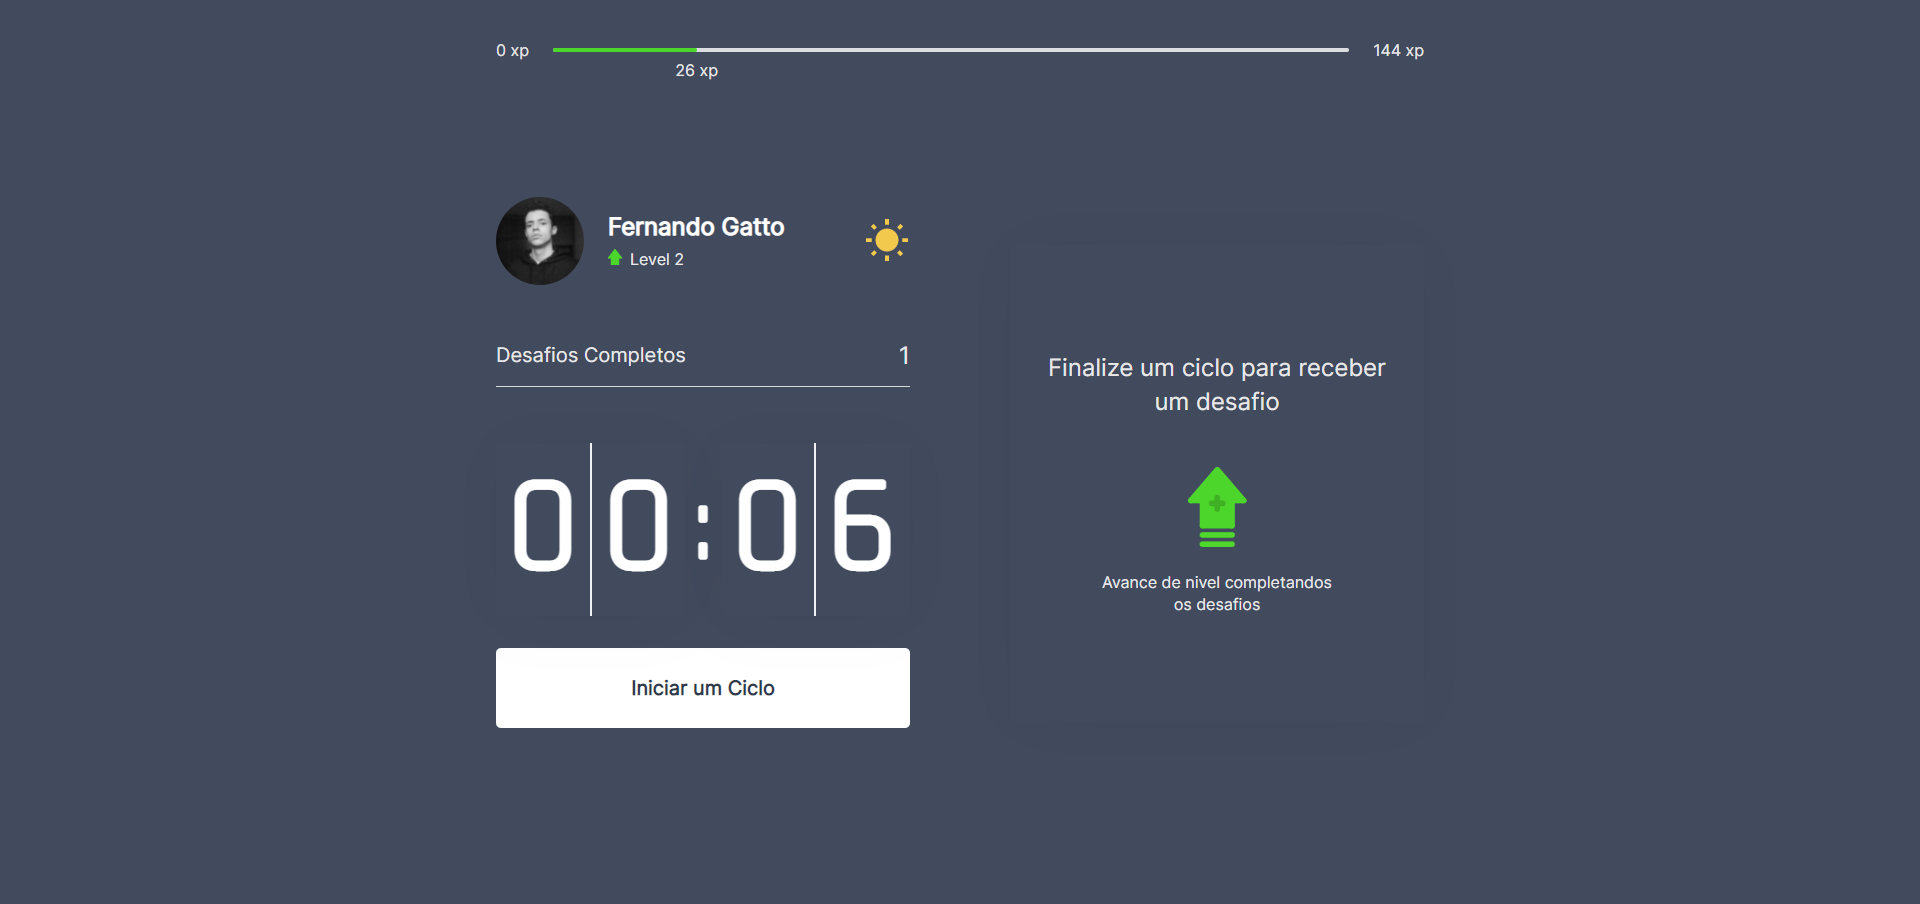 0 xp
144 xp
26 xp
Fernando Gatto
Level 2
Desafios Completos 1
00:06
Iniciar um Ciclo
Finalize um ciclo para receber
um desafio
Avance de nivel completandos
os desafios